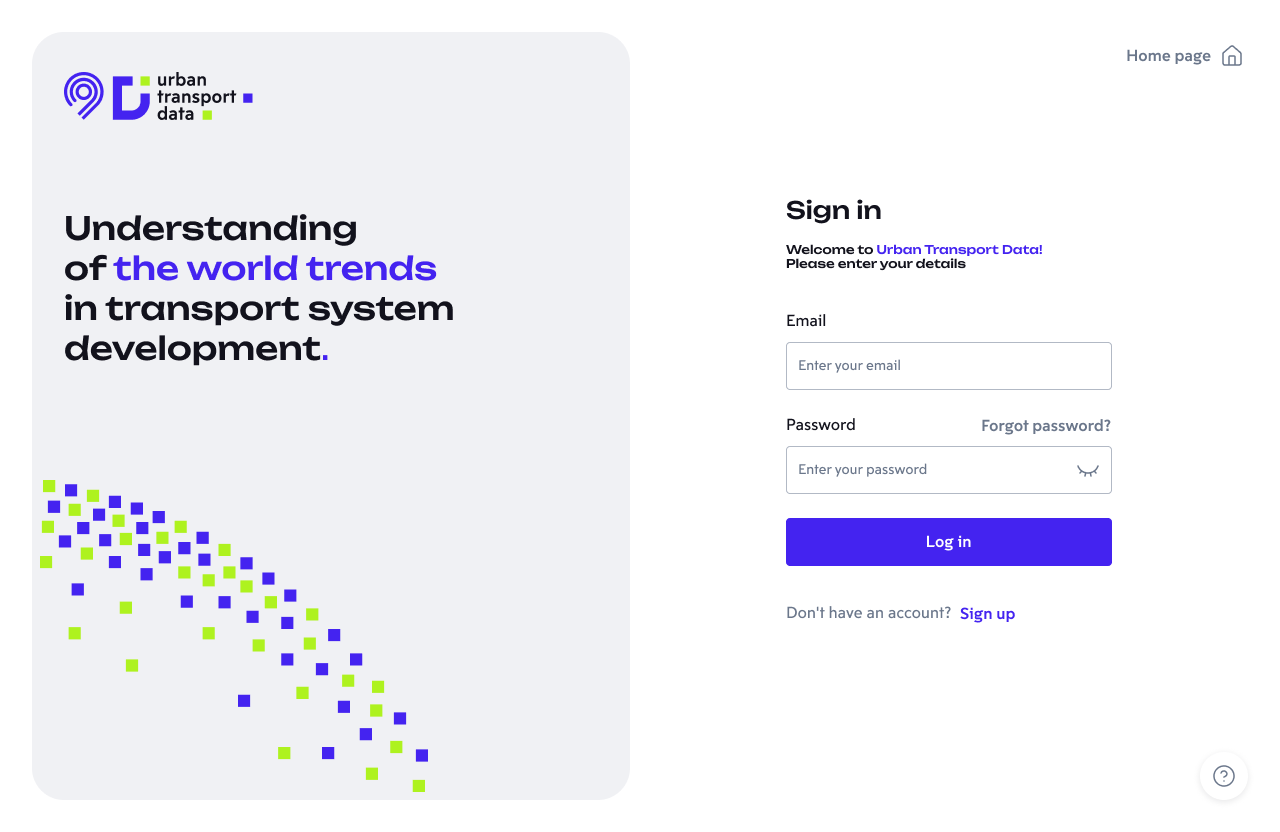 urban
transport
data
Understanding
of the world trends
in transport system
development.
Home page
Sign in
Welcome to Urban Transport Data!
Please enter your details
Email
Enter your email
Password
Forgot password?
Enter your password
Log in
Don't have an account? Sign up